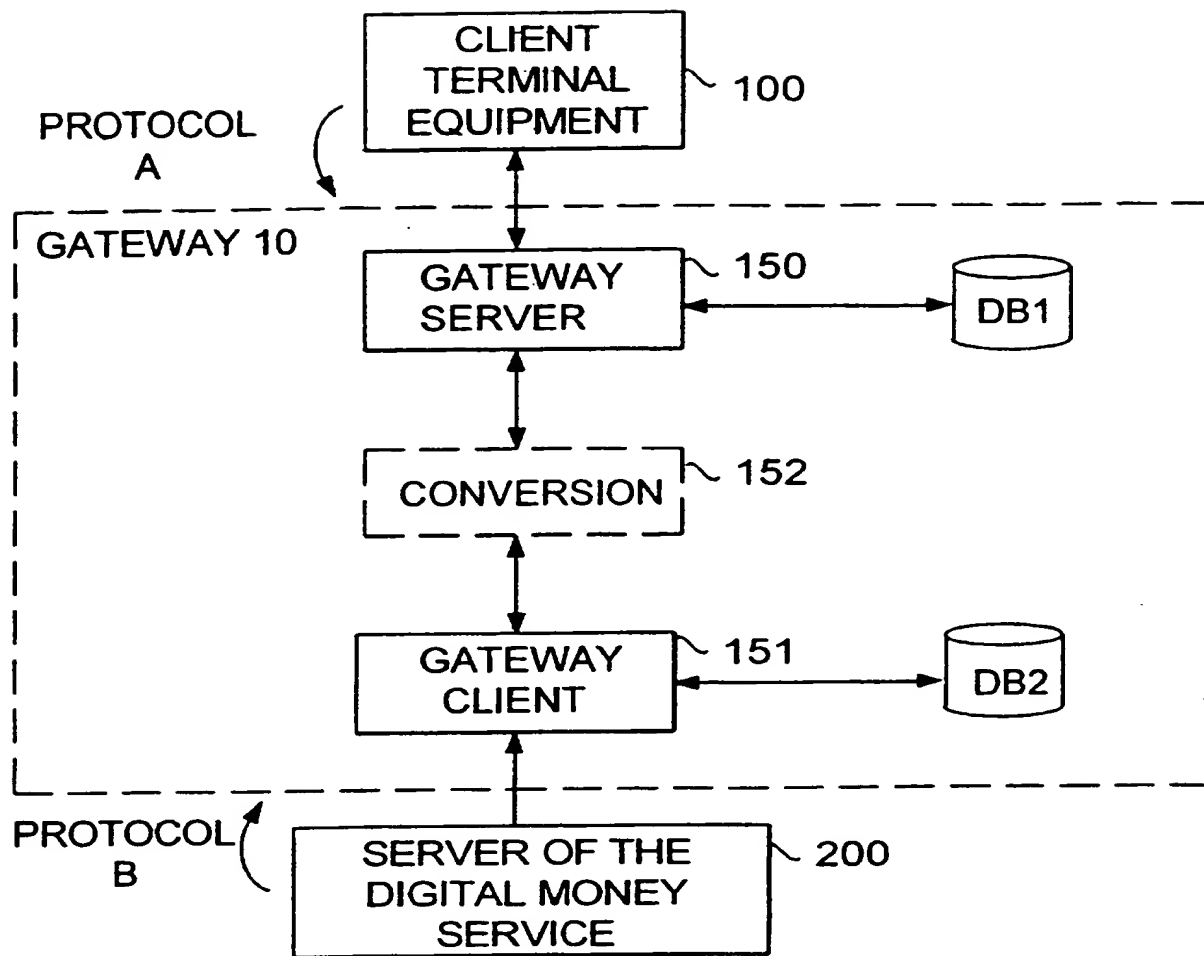 CLIENT
TERMINAL
EQUIPMENT
100
PROTOCOL
A
GATEWAY 10
GATEWAY
SERVER
150
DB1
CONVERSION
152
GATEWAY
CLIENT
151
DB2
PROTOCOL
B
SERVER OF THE
DIGITAL MONEY
SERVICE
200